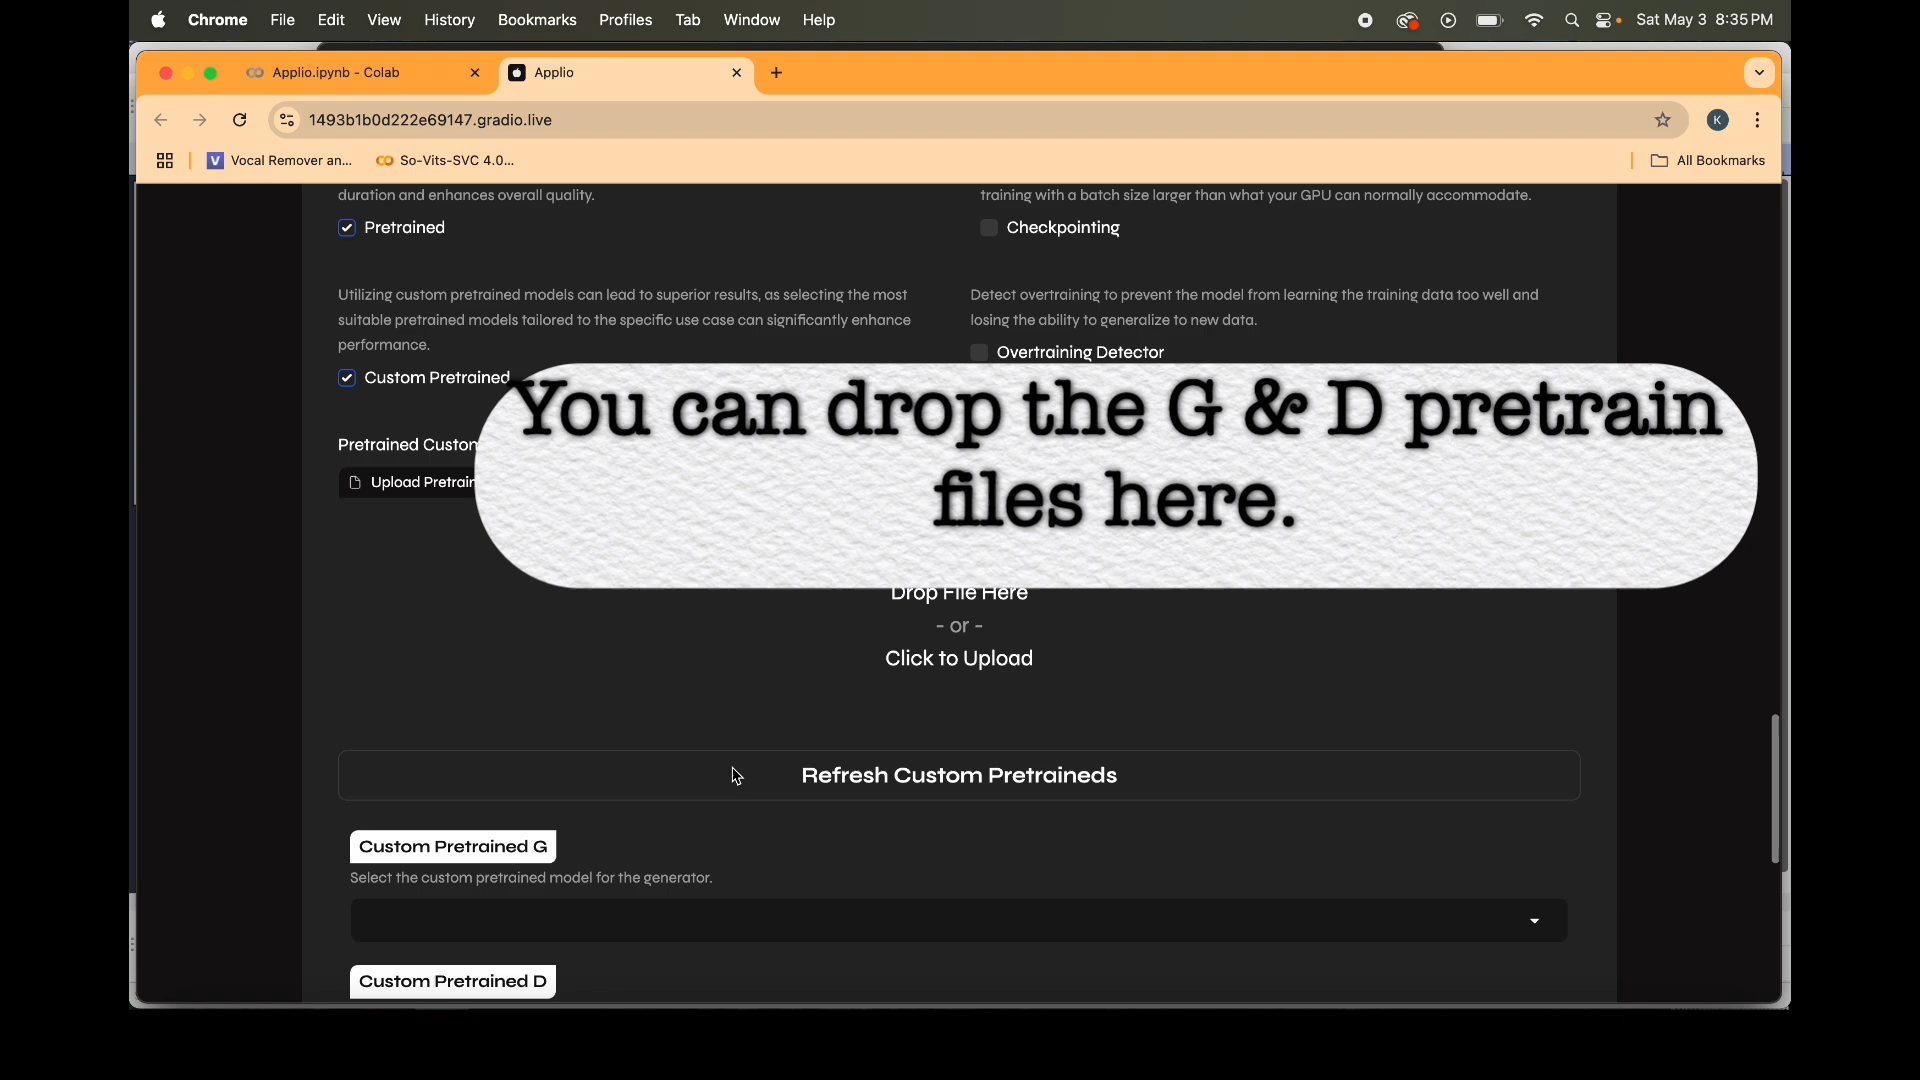 Chrome File Edit View History Bookmarks Profiles Tab Window Help Sat May 3 8:35 PM
Applio.ipynb - Colab Applio
1493b1b0d222e69147.gradio.live K
V Vocal Remover an... So-Vits-SVC 4.0... All Bookmarks
duration and enhances overall quality.
Pretrained
training with a batch size larger than what your GPU can normally accommodate.
Checkpointing
Utilizing custom pretrained models can lead to superior results, as selecting the most
suitable pretrained models tailored to the specific use case can significantly enhance
performance.
Custom Pretrained
Detect overtraining to prevent the model from learning the training data too well and
losing the ability to generalize to new data.
Overtraining Detector
You can drop the G & D pretrain
files here.
Pretrained Custom
Upload Pretrain
Drop File Here
- or -
Click to Upload
Refresh Custom Pretraineds
Custom Pretrained G
Select the custom pretrained model for the generator.
Custom Pretrained D